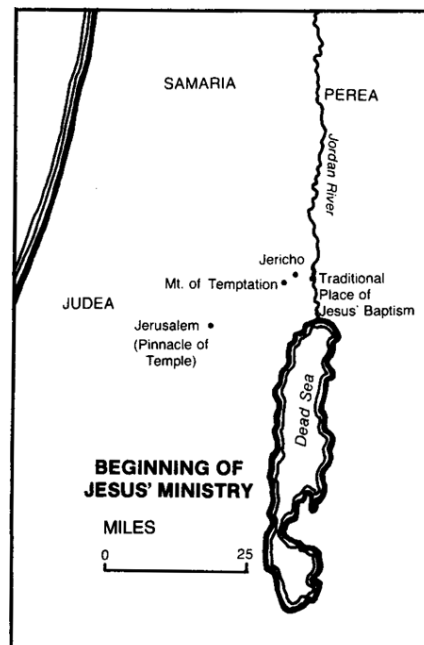 SAMARIA
PEREA
Jordan River
Jericho
Mt. of Temptation
Traditional
Place of
Jesus' Baptism
JUDEA
Jerusalem
(Pinnacle of
Temple)
Dead Sea
BEGINNING OF
JESUS' MINISTRY
MILES
0 25